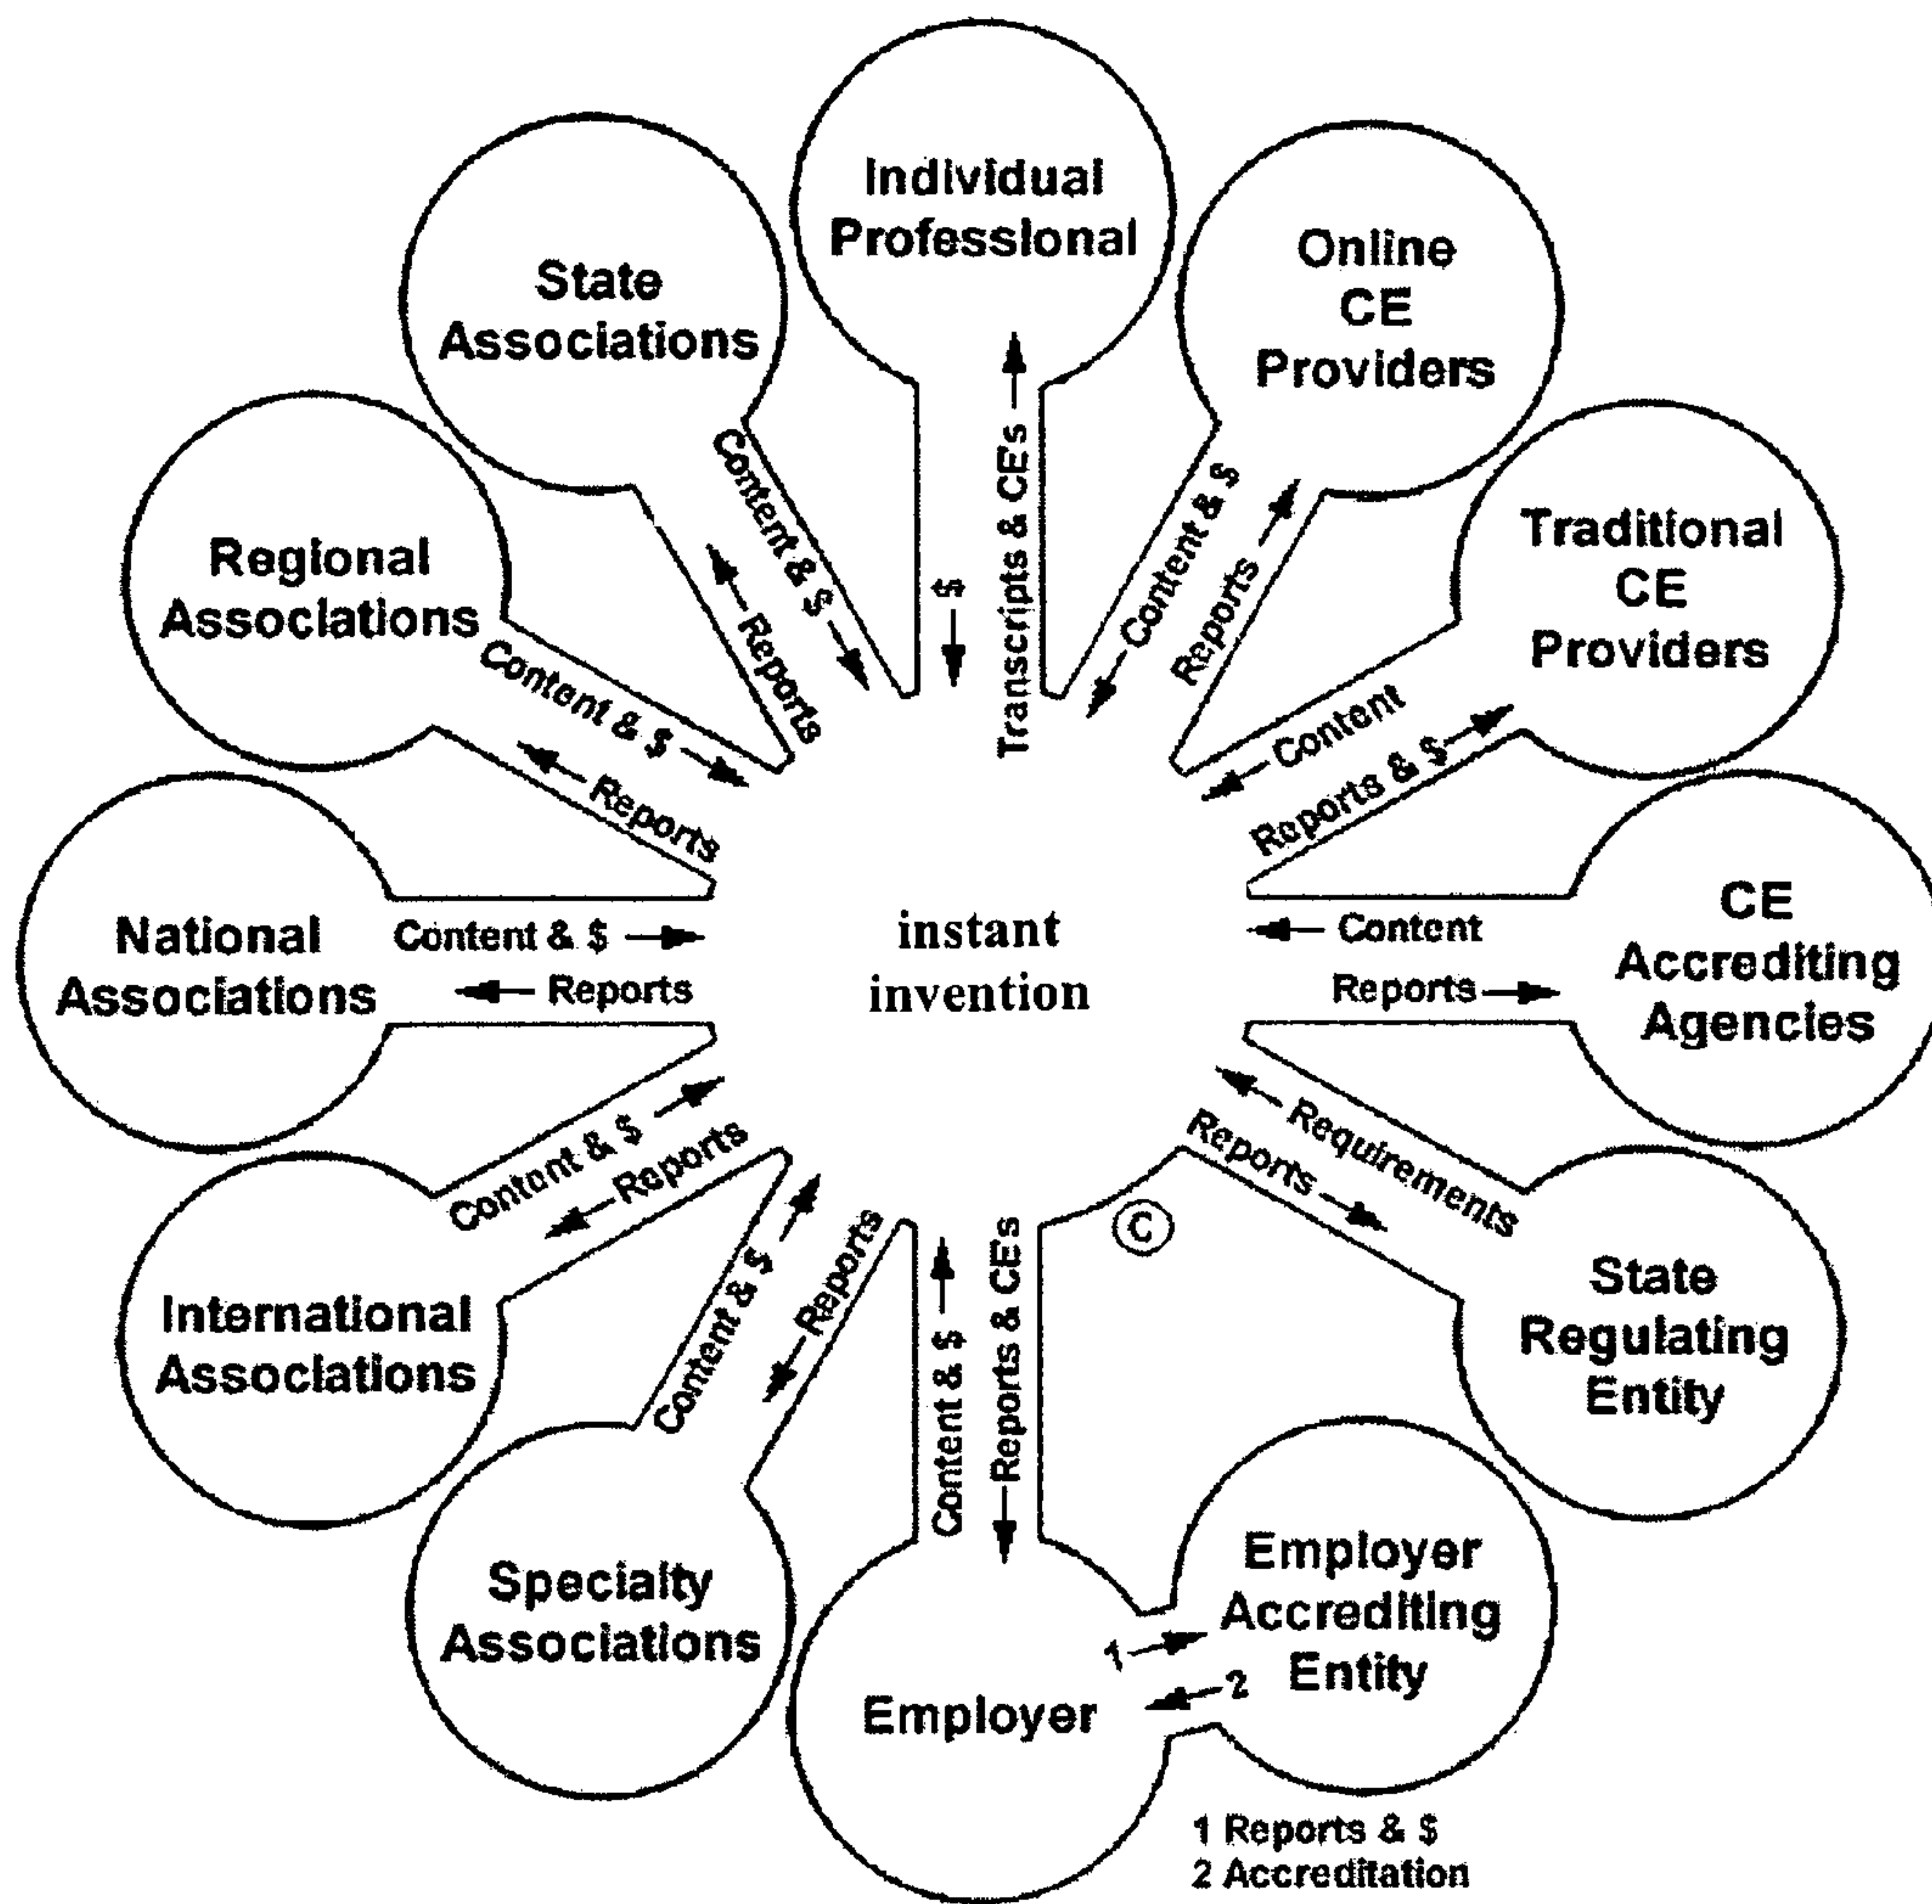 Individual
Professional
$
Transcripts & CEs
Online
CE
Providers
Content & $
Reports
Traditional
CE
Providers
Content
Reports & $
CE
Accrediting
Agencies
Content
Reports
State
Regulating
Entity
Requirements
Reports
©
Employer
Accrediting
Entity
1
2
1 Reports & $
2 Accreditation
Employer
Content & $
Reports & CEs
Specialty
Associations
Content & $
Reports
International
Associations
Content & $
Reports
National
Associations
Content & $
Reports
Regional
Associations
Content & $
Reports
State
Associations
Content & $
Reports
instant
invention